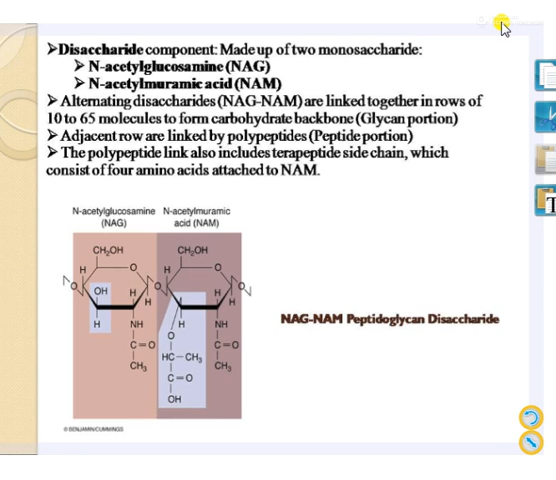 ➢Disaccharide component: Made up of two monosaccharide:
➢ N-acetylglucosamine (NAG)
➢ N-acetylmuramic acid (NAM)
➢ Alternating disaccharides (NAG-NAM) are linked together in rows of
10 to 65 molecules to form carbohydrate backbone (Glycan portion)
➢ Adjacent row are linked by polypeptides (Peptide portion)
➢ The polypeptide link also includes terapeptide side chain, which
consist of four amino acids attached to NAM.
N-acetylglucosamine N-acetylmuramic
(NAG) acid (NAM)
CH₂OH CH₂OH
H O H O
O OH H O H O
H H
H NH H NH
O
C=O HC-CH₃ C=O
CH₃ C=O CH₃
OH
NAG-NAM Peptidoglycan Disaccharide
© BENJAMIN/CUMMINGS
T